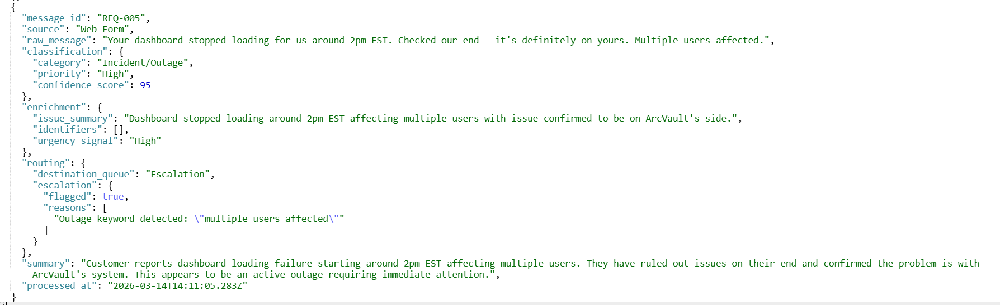 {
"message_id": "REQ-005",
"source": "Web Form",
"raw_message": "Your dashboard stopped loading for us around 2pm EST. Checked our end — it's definitely on yours. Multiple users affected.",
"classification": {
"category": "Incident/Outage",
"priority": "High",
"confidence_score": 95
},
"enrichment": {
"issue_summary": "Dashboard stopped loading around 2pm EST affecting multiple users with issue confirmed to be on ArcVault's side.",
"identifiers": [],
"urgency_signal": "High"
},
"routing": {
"destination_queue": "Escalation",
"escalation": {
"flagged": true,
"reasons": [
"Outage keyword detected: \"multiple users affected\""
]
}
},
"summary": "Customer reports dashboard loading failure starting around 2pm EST affecting multiple users. They have ruled out issues on their end and confirmed the problem is with
ArcVault's system. This appears to be an active outage requiring immediate attention.",
"processed_at": "2026-03-14T14:11:05.283Z"
}